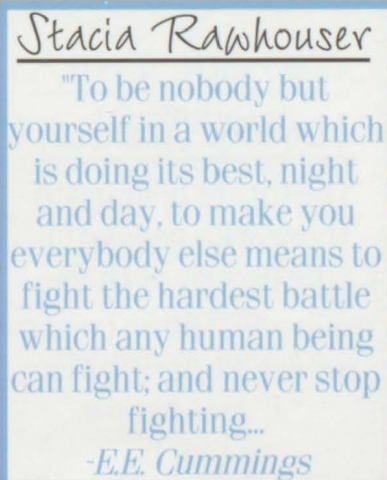 Stacia Rawhouser
"To be nobody but
yourself in a world which
is doing its best, night
and day, to make you
everybody else means to
fight the hardest battle
which any human being
can fight; and never stop
fighting...
-E.E. Cummings